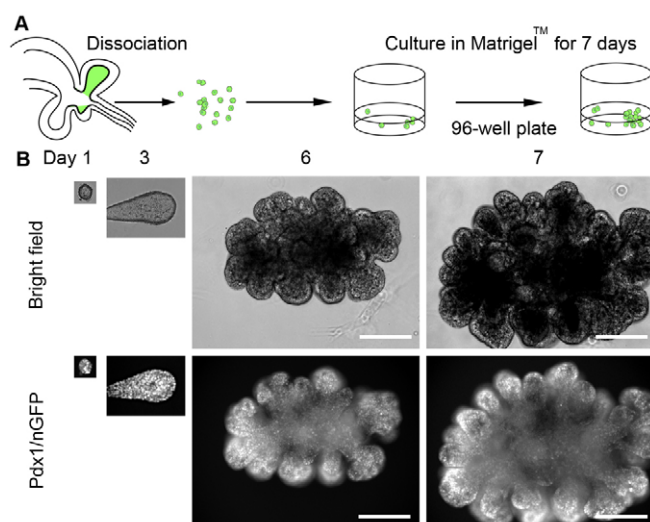 A
Dissociation
Culture in Matrigel™ for 7 days
96-well plate
B Day 1 3 6 7
Bright field
Pdx1/nGFP